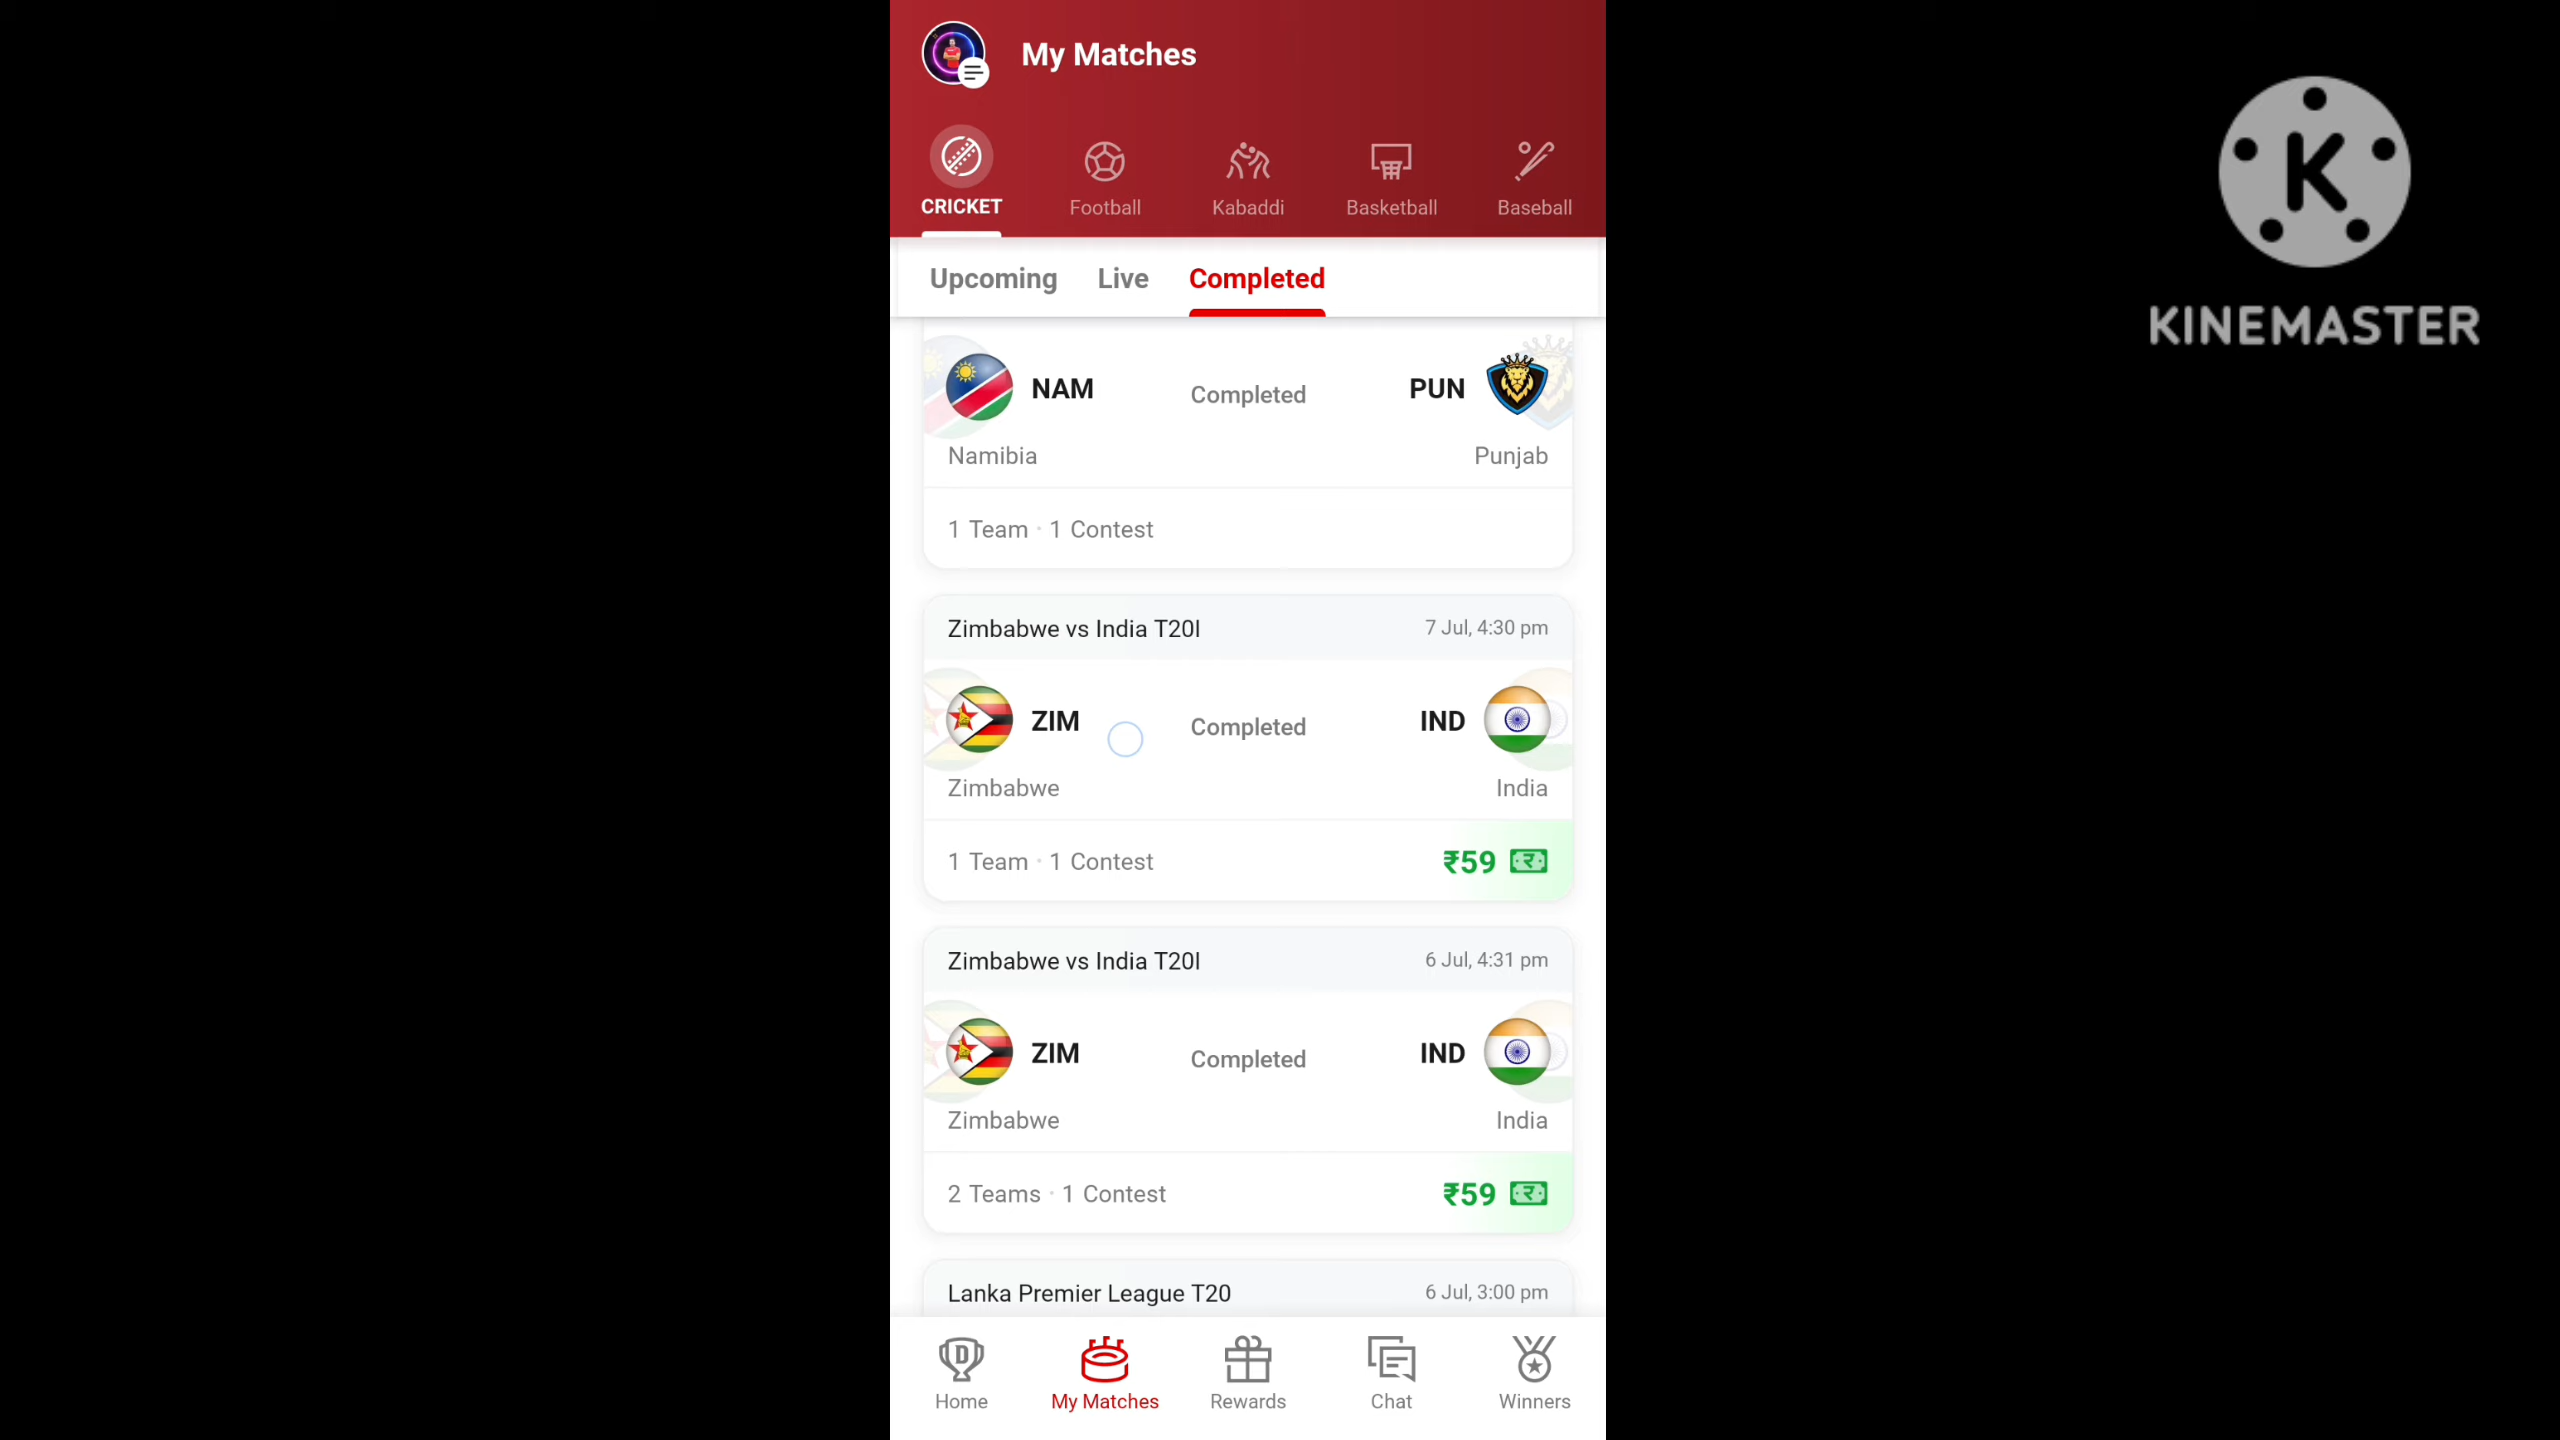 My Matches
CRICKET Football Kabaddi Basketball Baseball
Upcoming Live Completed
NAM Completed PUN
Namibia Punjab
1 Team · 1 Contest
Zimbabwe vs India T20I 7 Jul, 4:30 pm
ZIM Completed IND
Zimbabwe India
1 Team · 1 Contest ₹59
Zimbabwe vs India T20I 6 Jul, 4:31 pm
ZIM Completed IND
Zimbabwe India
2 Teams · 1 Contest ₹59
Lanka Premier League T20 6 Jul, 3:00 pm
Home My Matches Rewards Chat Winners
K
KINEMASTER